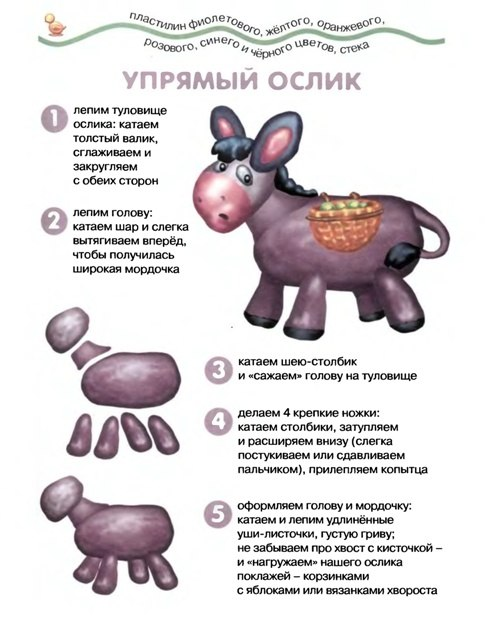 пластилин фиолетового, жёлтого, оранжевого,
розового, синего и чёрного цветов, стека
УПРЯМЫЙ ОСЛИК
1
лепим туловище
ослика: катаем
толстый валик,
сглаживаем и
закругляем
с обеих сторон
2
лепим голову:
катаем шар и слегка
вытягиваем вперёд,
чтобы получилась
широкая мордочка
3
катаем шею-столбик
и «сажаем» голову на туловище
4
делаем 4 крепкие ножки:
катаем столбики, затупляем
и расширяем внизу (слегка
постукиваем или сдавливаем
пальчиком), прилепляем копытца
5
оформляем голову и мордочку:
катаем и лепим удлинённые
уши-листочки, густую гриву;
не забываем про хвост с кисточкой –
и «нагружаем» нашего ослика
поклажей – корзинками
с яблоками или вязанками хвороста